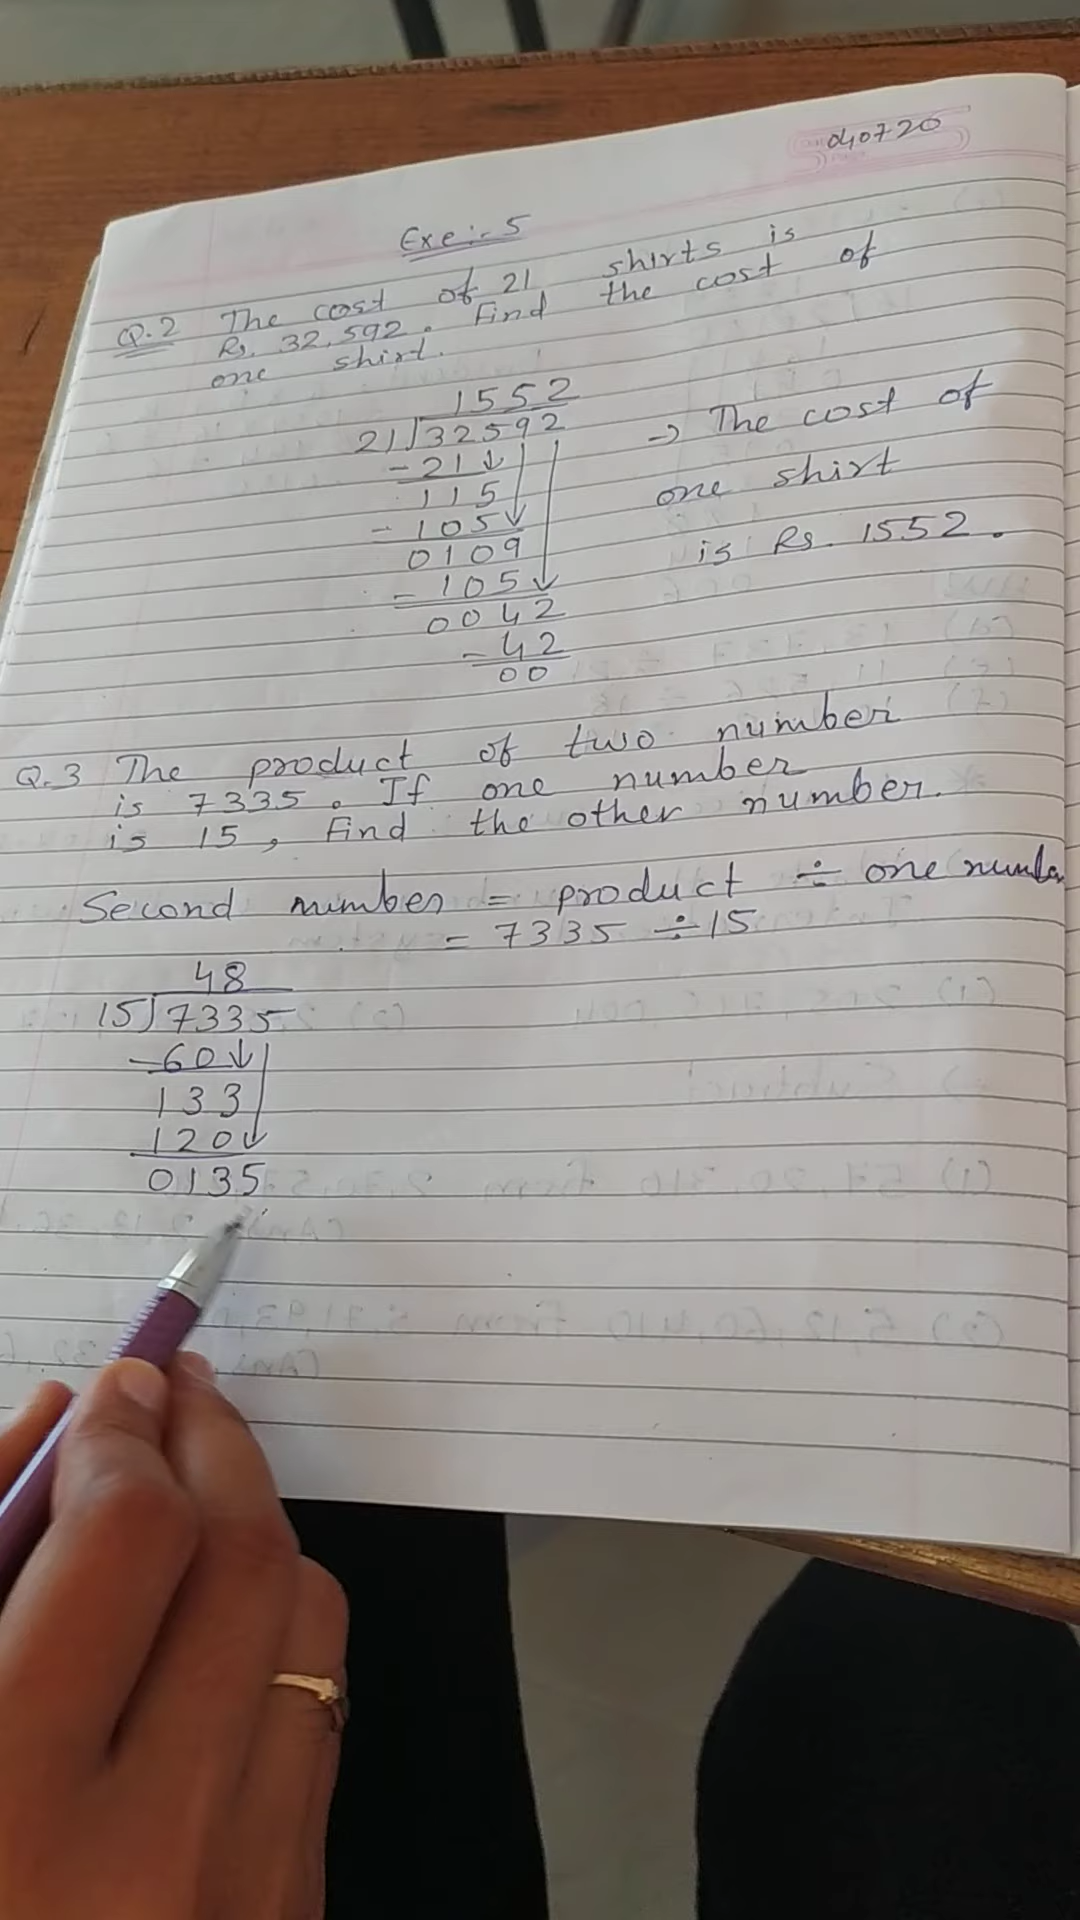 040720
Exe:- 5
Q.2 The cost of 21 shirts is
Rs. 32,592. Find the cost of
one shirt.
1552
21)32592
-21
115
-105
0109
-105
0042
-42
00
→ The cost of
one shirt
is Rs. 1552.
Q.3 The product of two number
is 7335. If one number
is 15, Find the other number.
Second number = product ÷ one number
= 7335 ÷ 15
48
15)7335
-60
133
120
0135